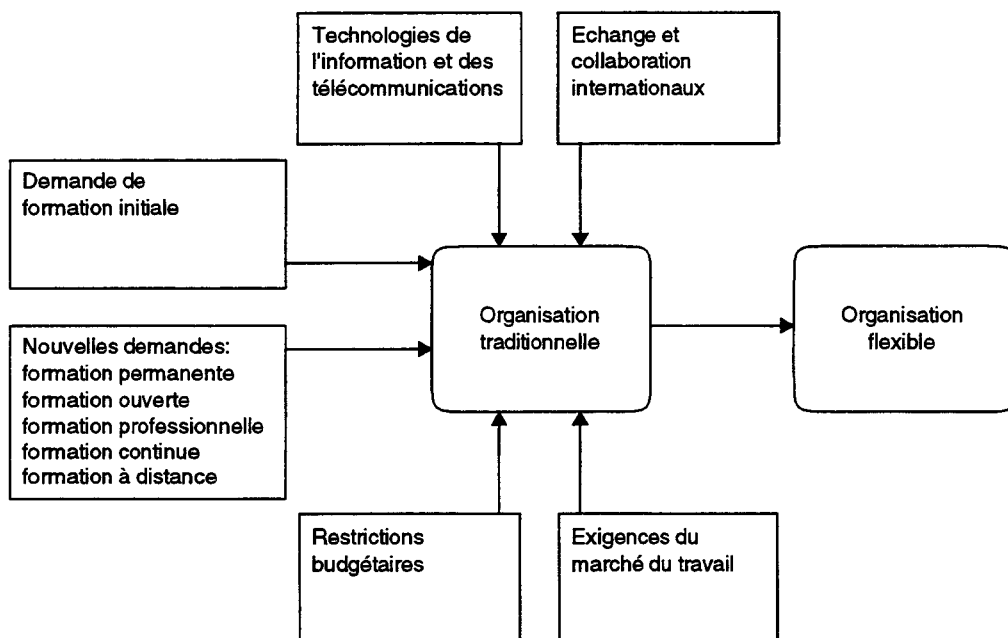 Technologies de
l'information et des
télécommunications
Echange et
collaboration
internationaux
Demande de
formation initiale
Nouvelles demandes:
formation permanente
formation ouverte
formation professionnelle
formation continue
formation à distance
Organisation
traditionnelle
Organisation
flexible
Restrictions
budgétaires
Exigences du
marché du travail